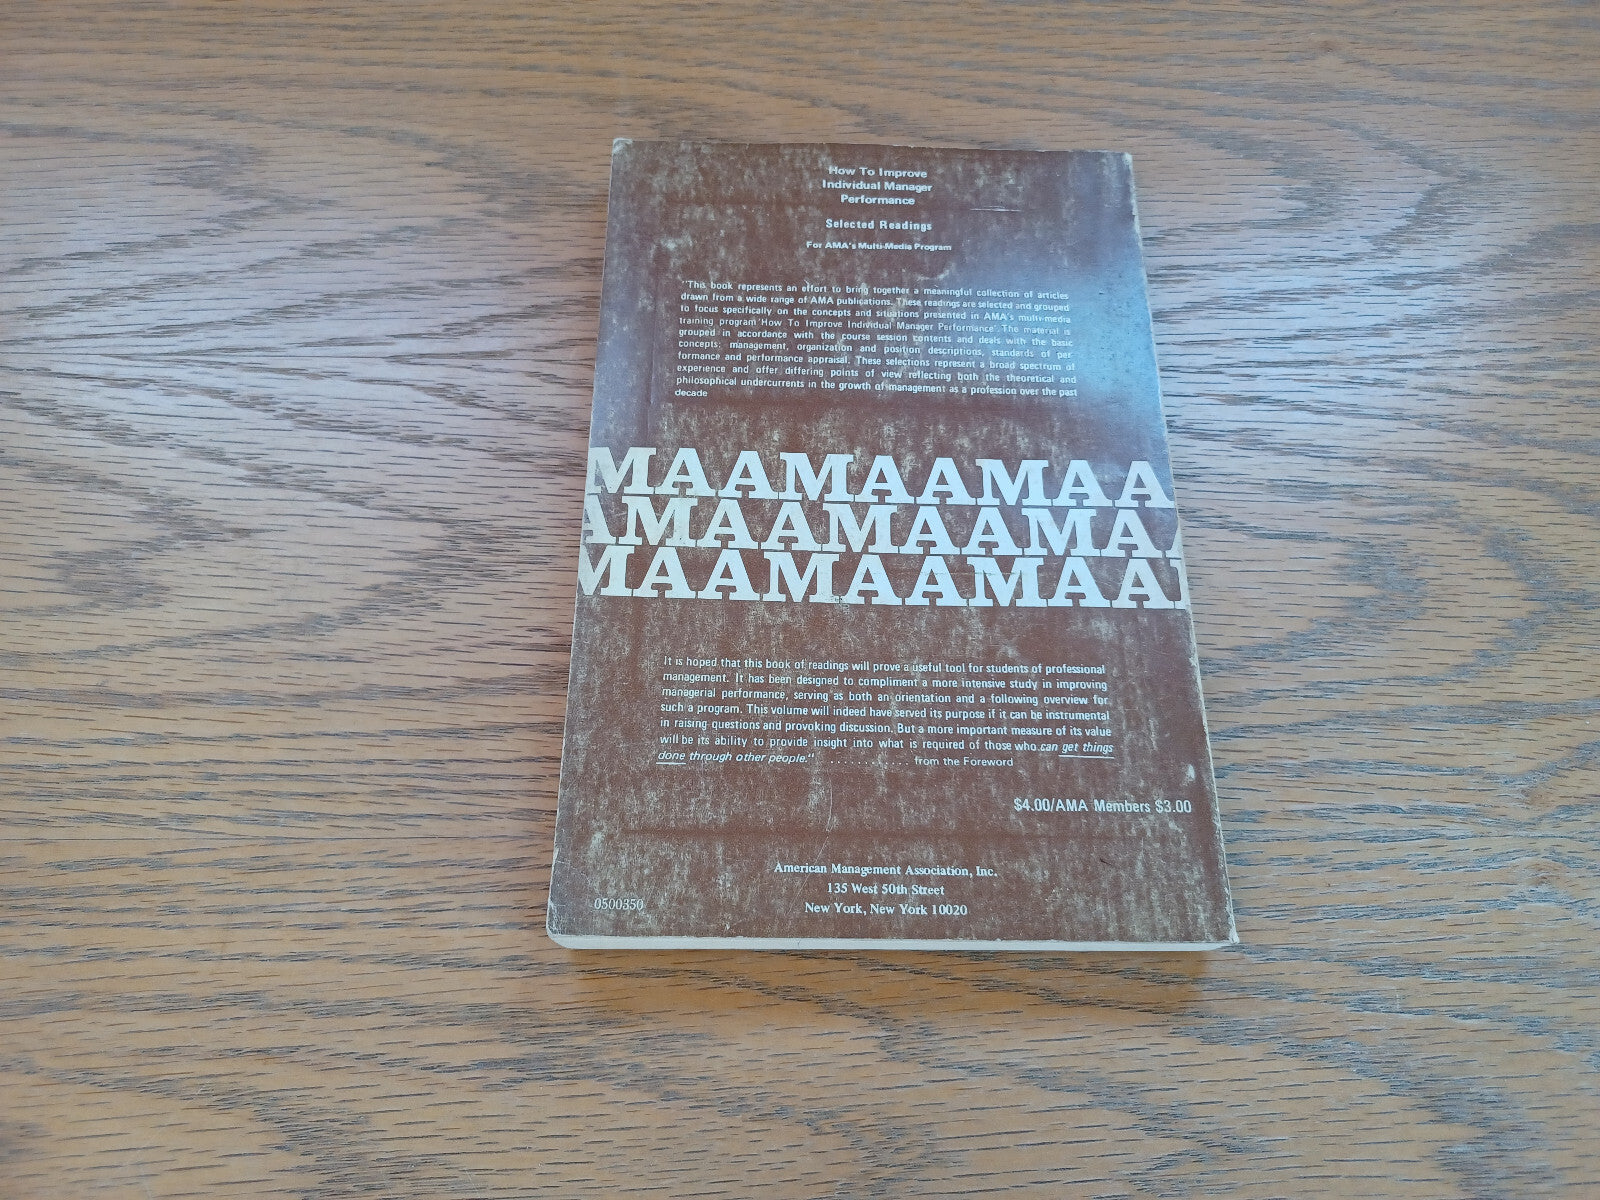 How To Improve
Individual Manager
Performance
Selected Readings
For AMA's Multi-Media Program
"This book represents an effort to bring together a meaningful collection of articles
drawn from a wide range of AMA publications. These readings are selected and grouped
to focus specifically on the concepts and situations presented in AMA's multi-media
training program 'How To Improve Individual Manager Performance'. The material is
grouped in accordance with the course session contents and deals with the basic
concepts: management, organization and position descriptions, standards of per
formance and performance appraisal. These selections represent a broad spectrum of
experience and offer differing points of view reflecting both the theoretical and
philosophical undercurrents in the growth of management as a profession over the past
decade
MAAMAAMAA
AMAAMAAMAA
MAAMAAMAAM
It is hoped that this book of readings will prove a useful tool for students of professional
management. It has been designed to compliment a more intensive study in improving
managerial performance, serving as both an orientation and a following overview for
such a program. This volume will indeed have served its purpose if it can be instrumental
in raising questions and provoking discussion. But a more important measure of its value
will be its ability to provide insight into what is required of those who can get things
done through other people." . . . . . . . . . . . . . from the Foreword
$4.00/AMA Members $3.00
American Management Association, Inc.
135 West 50th Street
0500350
New York, New York 10020